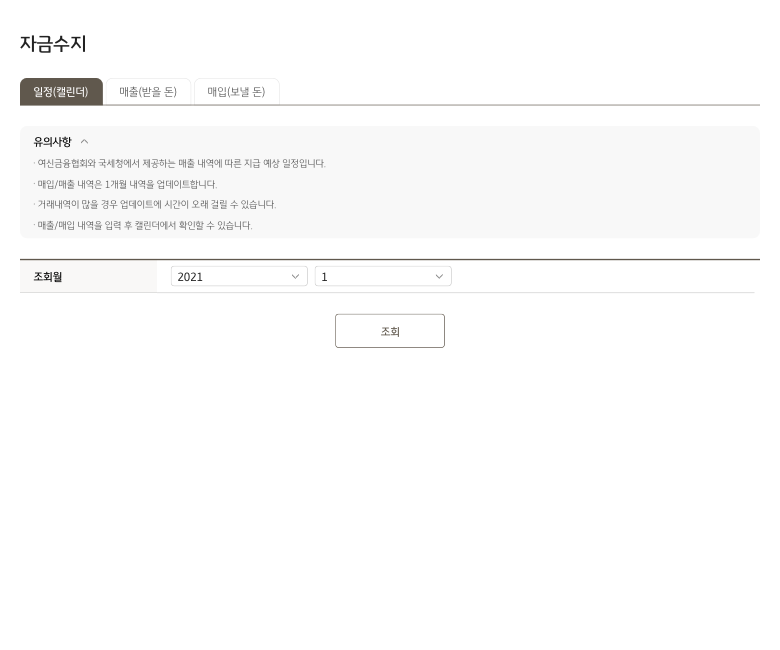 자금수지
일정(캘린더) 매출(받을 돈) 매입(보낼 돈)
유의사항
· 여신금융협회와 국세청에서 제공하는 매출 내역에 따른 지급 예상 일정입니다.
· 매입/매출 내역은 1개월 내역을 업데이트합니다.
· 거래내역이 많을 경우 업데이트에 시간이 오래 걸릴 수 있습니다.
· 매출/매입 내역을 입력 후 캘린더에서 확인할 수 있습니다.
조회월 2021 1
조회